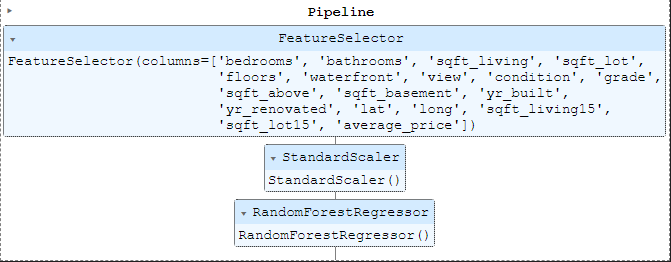 Pipeline
FeatureSelector
FeatureSelector(columns=['bedrooms', 'bathrooms', 'sqft_living', 'sqft_lot',
'floors', 'waterfront', 'view', 'condition', 'grade',
'sqft_above', 'sqft_basement', 'yr_built',
'yr_renovated', 'lat', 'long', 'sqft_living15',
'sqft_lot15', 'average_price'])
StandardScaler
StandardScaler()
RandomForestRegressor
RandomForestRegressor()